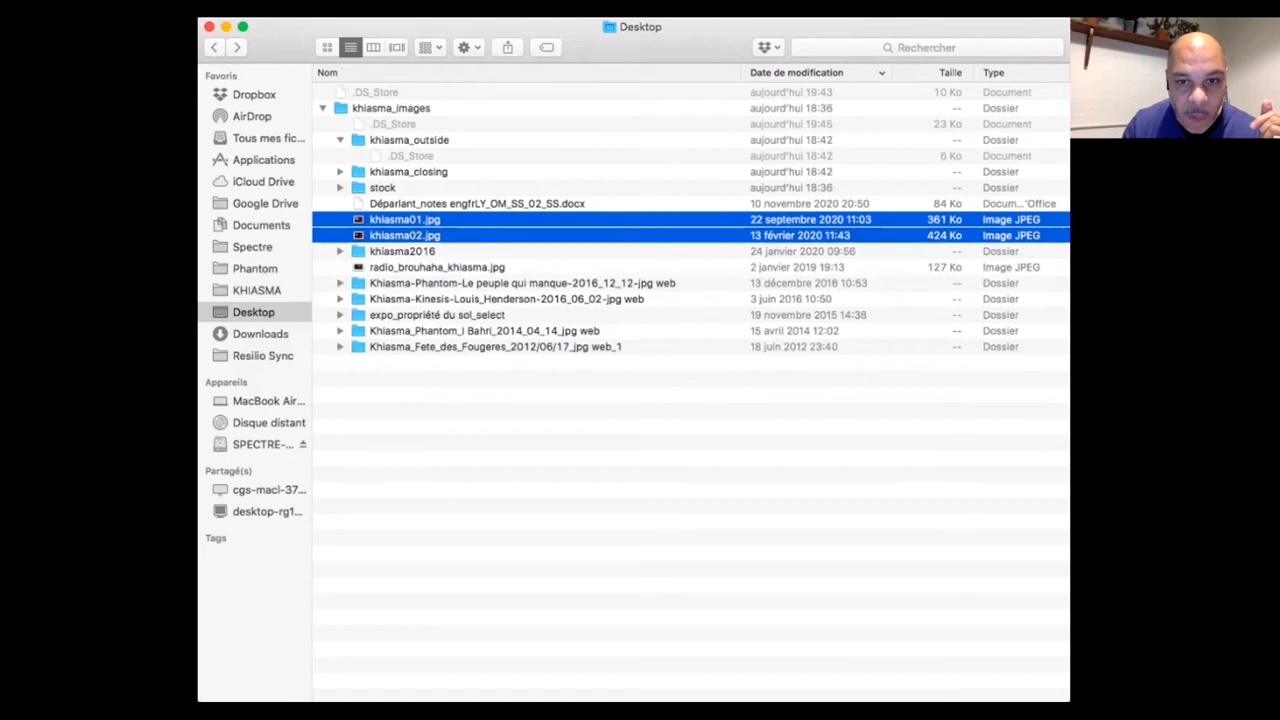 Desktop
Rechercher
Favoris
Dropbox
AirDrop
Tous mes fic...
Applications
iCloud Drive
Google Drive
Documents
Spectre
Phantom
KHIASMA
Desktop
Downloads
Resilio Sync
Appareils
MacBook Air...
Disque distant
SPECTRE-...
Partagé(s)
cgs-macl-37...
desktop-rg1...
Tags
Nom Date de modification Taille Type
.DS_Store aujourd'hui 19:43 10 Ko Document
khiasma_images aujourd'hui 18:36 -- Dossier
.DS_Store aujourd'hui 19:45 23 Ko Document
khiasma_outside aujourd'hui 18:42 -- Dossier
.DS_Store aujourd'hui 18:42 6 Ko Document
khiasma_closing aujourd'hui 18:42 -- Dossier
stock aujourd'hui 18:36 -- Dossier
Déparlant_notes engfrLY_OM_SS_02_SS.docx 10 novembre 2020 20:50 84 Ko Docum...'Office
khiasma01.jpg 22 septembre 2020 11:03 361 Ko Image JPEG
khiasma02.jpg 13 février 2020 11:43 424 Ko Image JPEG
khiasma2016 24 janvier 2020 09:56 -- Dossier
radio_brouhaha_khiasma.jpg 2 janvier 2019 19:13 127 Ko Image JPEG
Khiasma-Phantom-Le peuple qui manque-2016_12_12-jpg web 13 décembre 2016 10:53 -- Dossier
Khiasma-Kinesis-Louis_Henderson-2016_06_02-jpg web 3 juin 2016 10:50 -- Dossier
expo_propriété du sol_select 19 novembre 2015 14:38 -- Dossier
Khiasma_Phantom_I Bahri_2014_04_14_jpg web 15 avril 2014 12:02 -- Dossier
Khiasma_Fete_des_Fougeres_2012/06/17_jpg web_1 18 juin 2012 23:40 -- Dossier